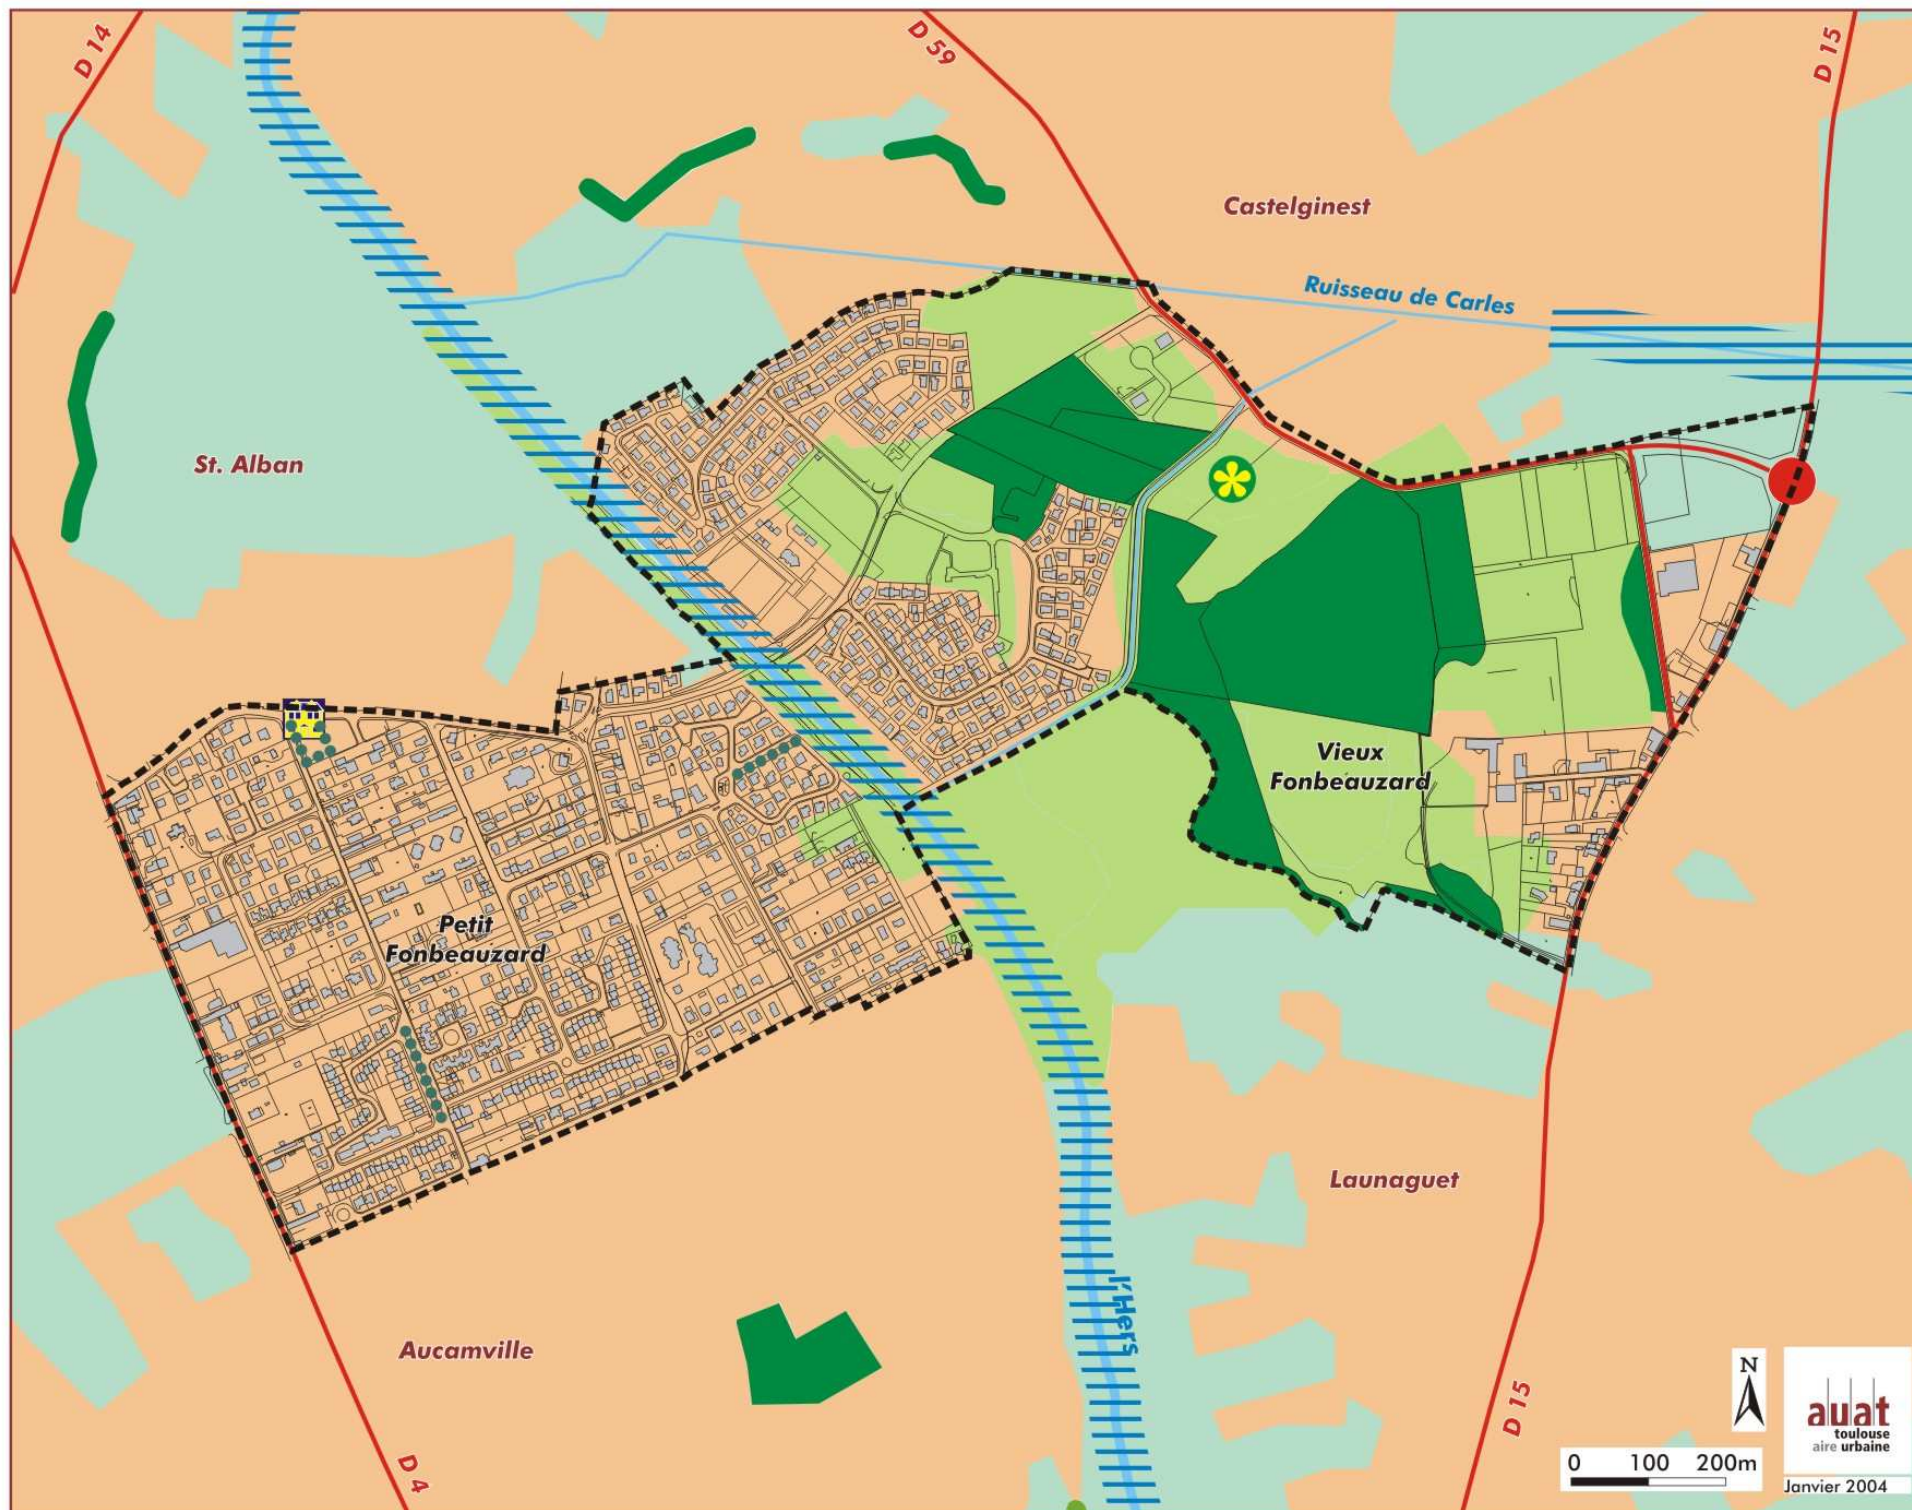 D 14
D 59
D 15
Castelginest
Ruisseau de Carles
St. Alban
Vieux
Fonbeauzard
Petit
Fonbeauzard
Launaguet
l'Hers
Aucamville
D 4
D 15
N
0 100 200m
auat
toulouse
aire urbaine
Janvier 2004